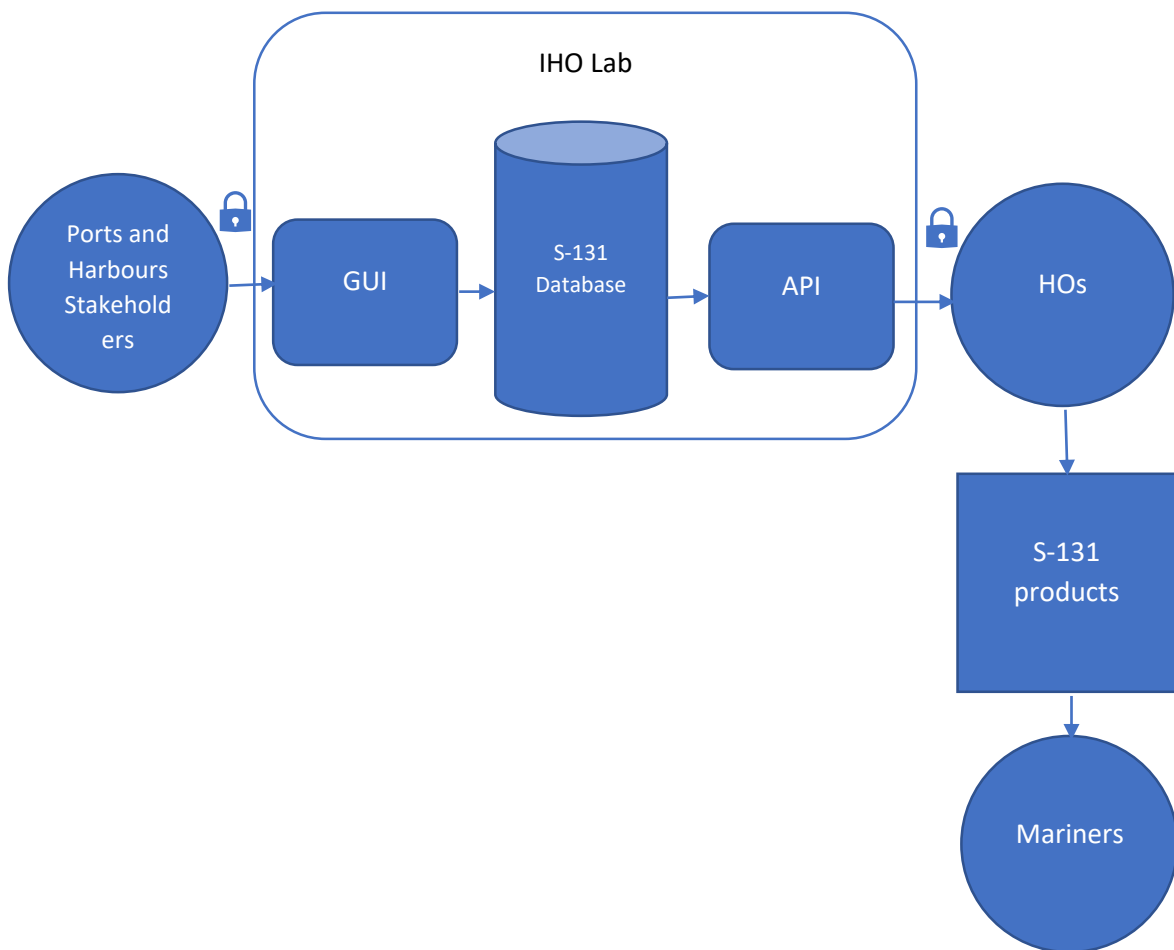 IHO Lab
Ports and
Harbours
Stakehold
ers
GUI
S-131
Database
API
HOs
S-131
products
Mariners